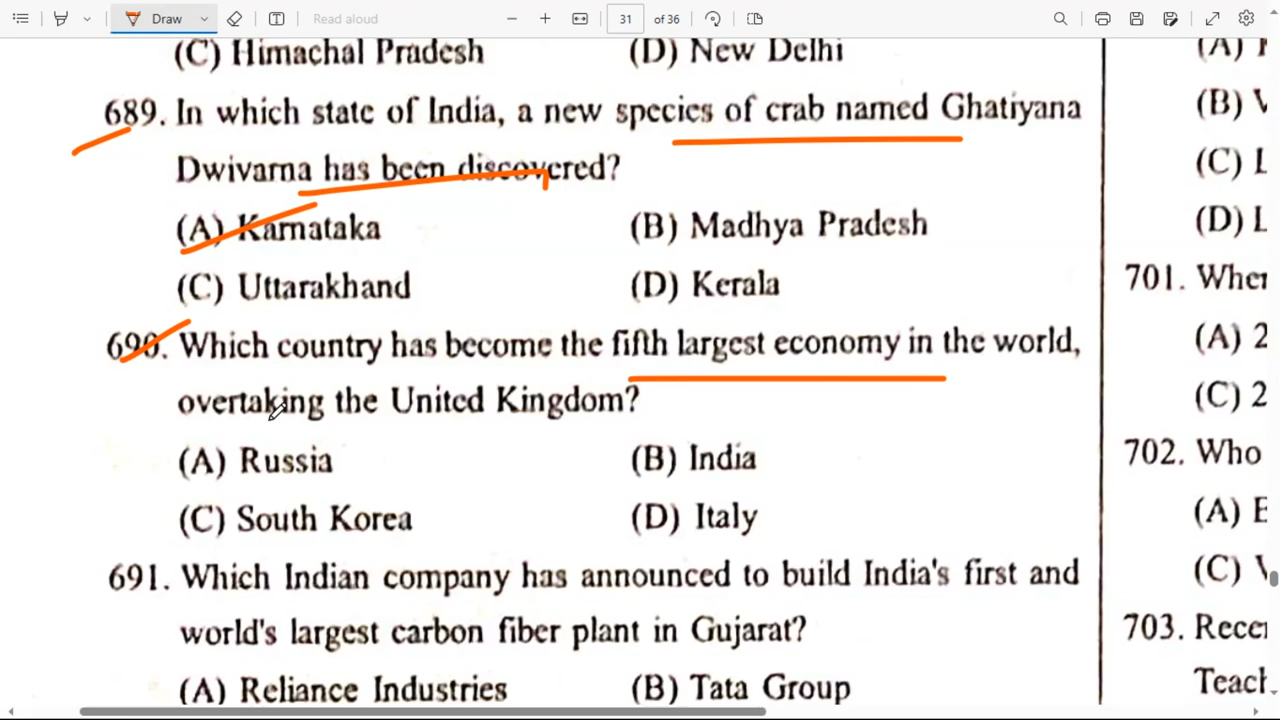 Draw
Read aloud
31
of 36
(C) Himachal Pradesh
(D) New Delhi
689. In which state of India, a new species of crab named Ghatiyana
Dwivarna has been discovered?
(A) Karnataka
(B) Madhya Pradesh
(C) Uttarakhand
(D) Kerala
690. Which country has become the fifth largest economy in the world,
overtaking the United Kingdom?
(A) Russia
(B) India
(C) South Korea
(D) Italy
691. Which Indian company has announced to build India's first and
world's largest carbon fiber plant in Gujarat?
(A) Reliance Industries
(B) Tata Group
(A)
(B)
(C)
(D)
701.
(A) 2
(C) 2
702. Who
(A)
(C)
703.